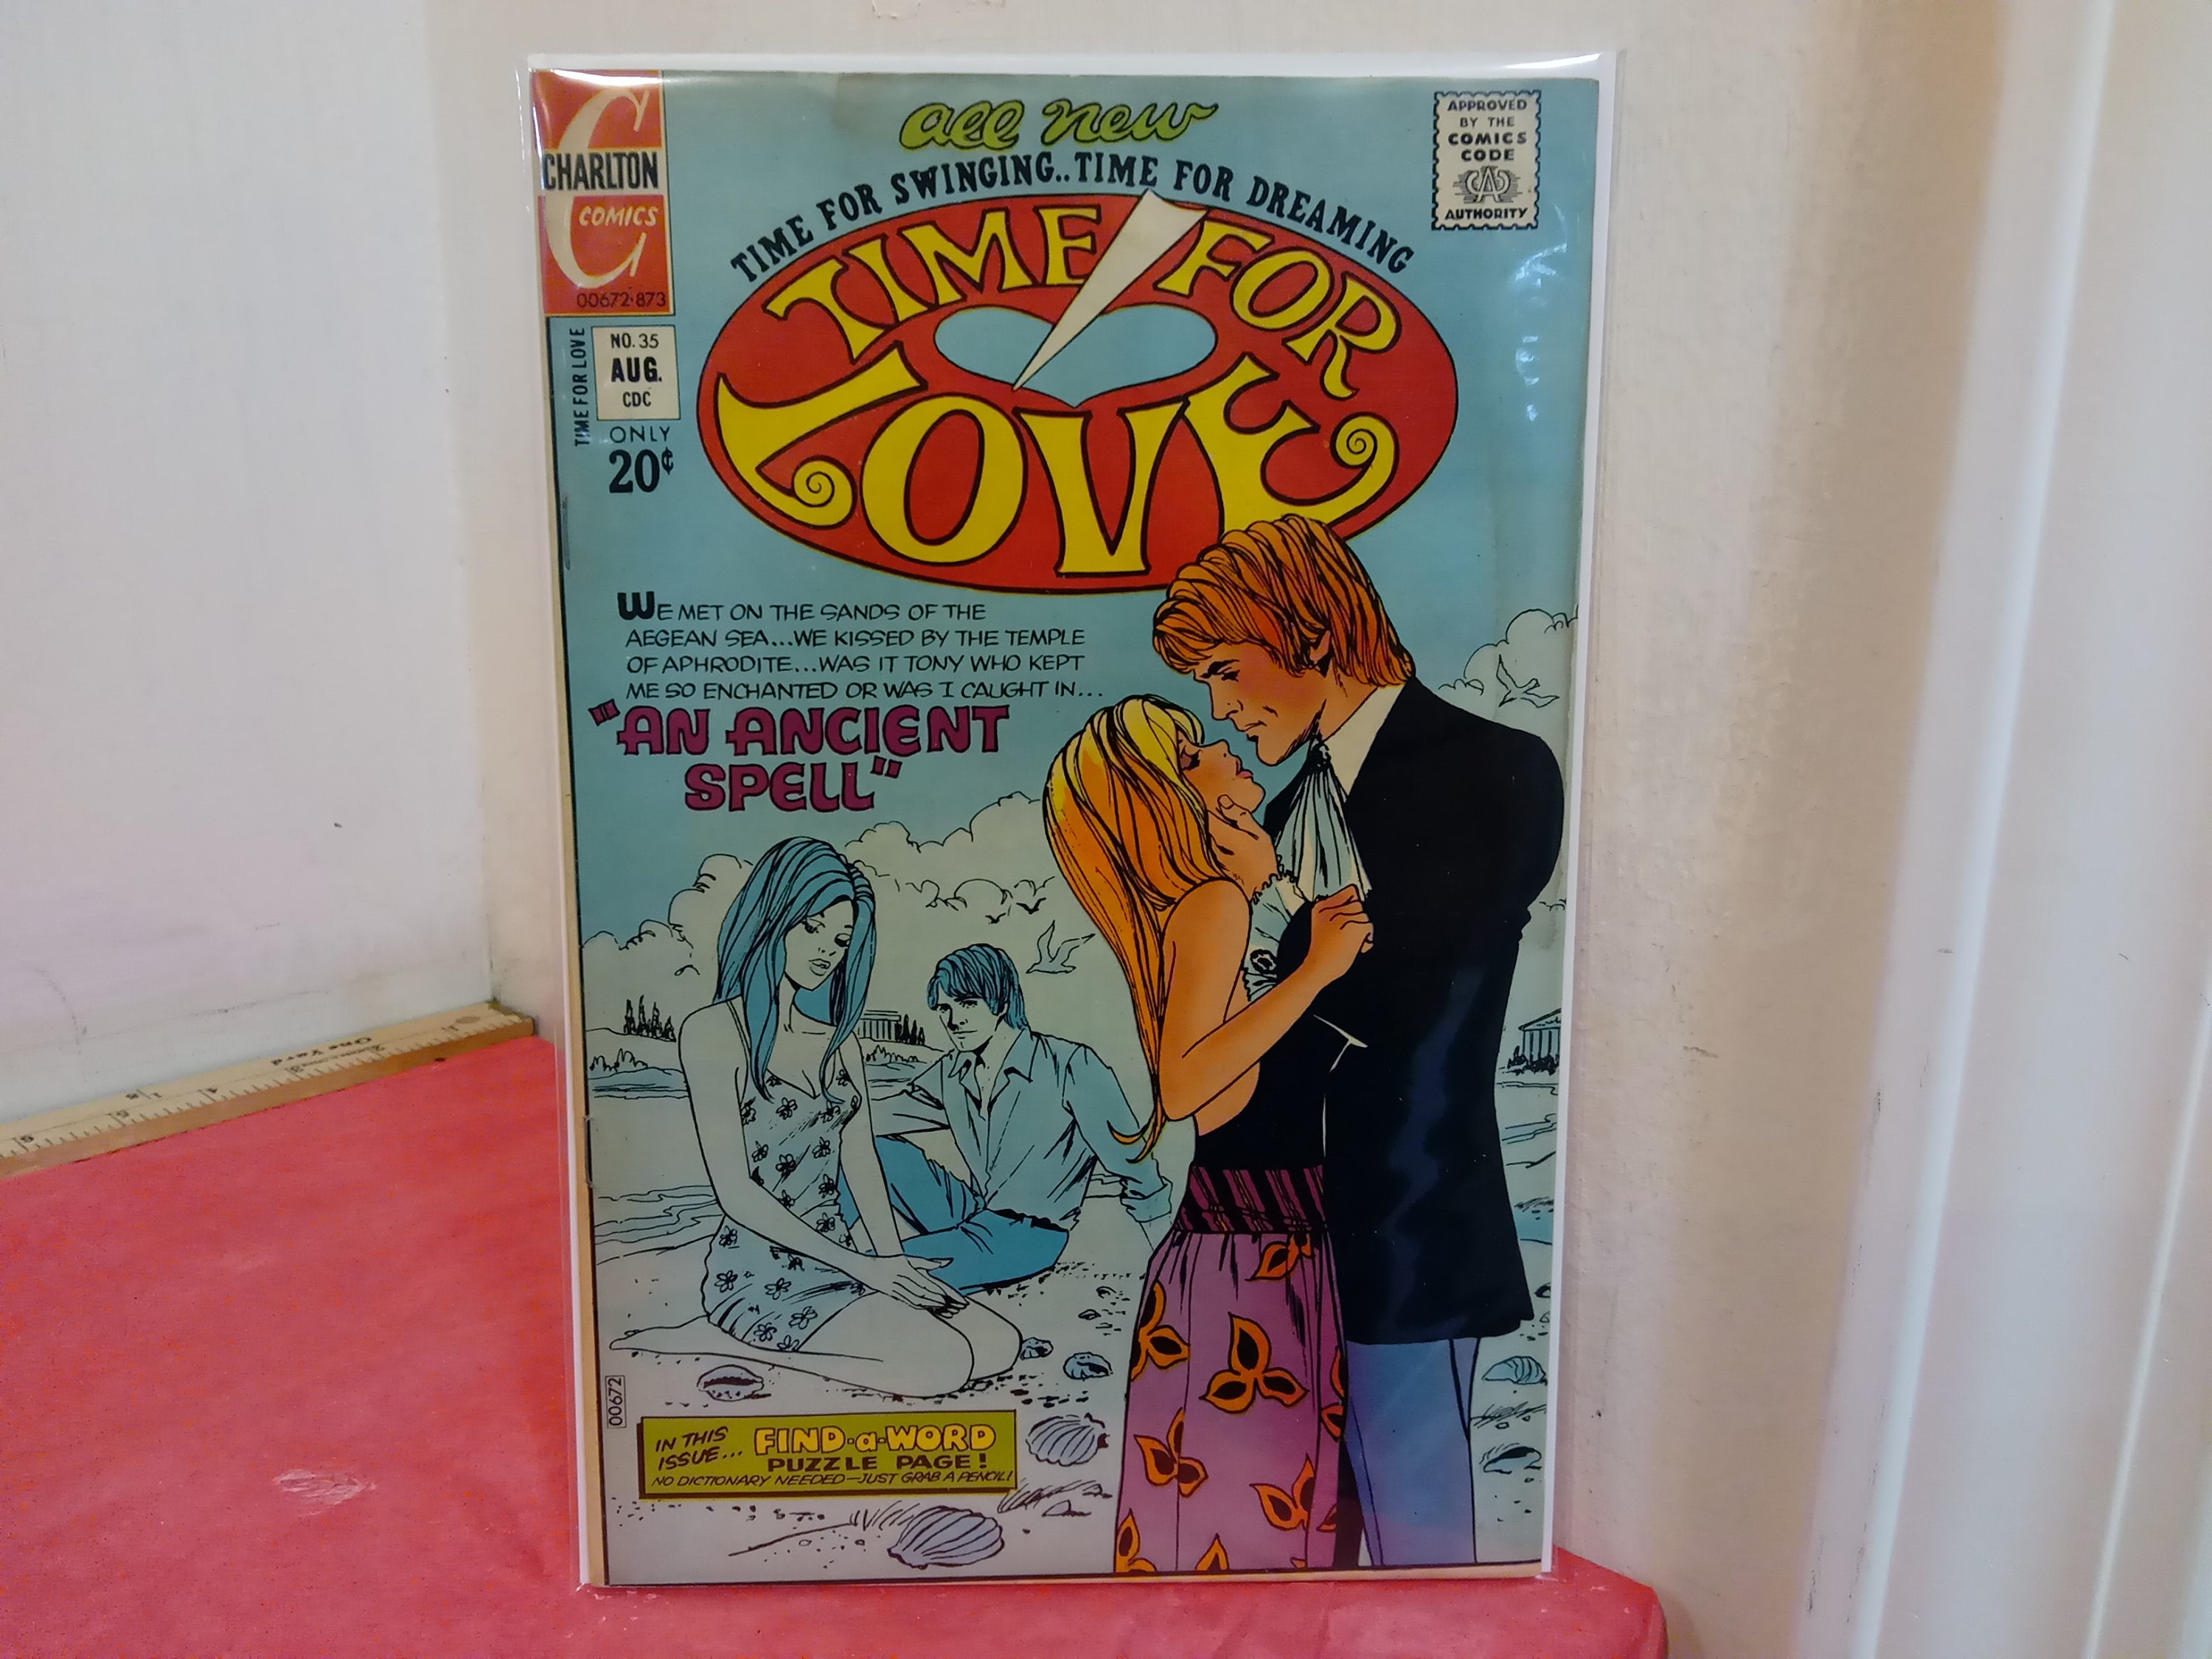 all new
TIME FOR SWINGING..TIME FOR DREAMING
TIME FOR
LOVE
CHARLTON
COMICS
00672·873
APPROVED
BY THE
COMICS
CODE
CA
AUTHORITY
TIME FOR LOVE
NO. 35
AUG.
CDC
ONLY
20¢
WE MET ON THE SANDS OF THE
AEGEAN SEA...WE KISSED BY THE TEMPLE
OF APHRODITE...WAS IT TONY WHO KEPT
ME SO ENCHANTED OR WAS I CAUGHT IN...
"AN ANCIENT
SPELL"
00672
IN THIS
ISSUE...
FIND-a-WORD
PUZZLE PAGE!
NO DICTIONARY NEEDED—JUST GRAB A PENCIL!
One Yard